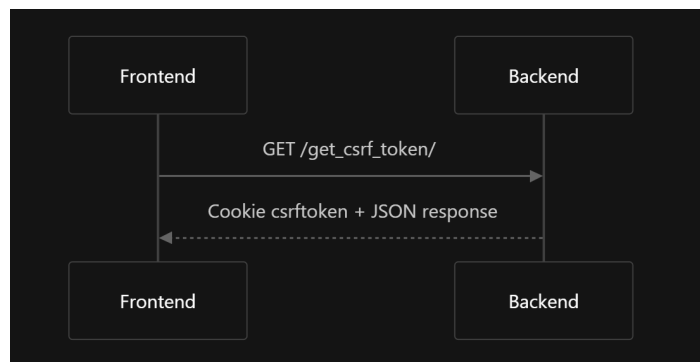 Frontend
Backend
GET /get_csrf_token/
Cookie csrftoken + JSON response
Frontend
Backend